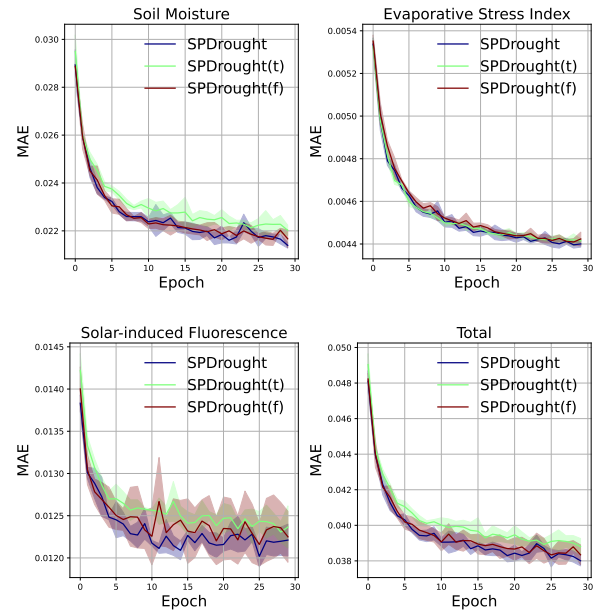 Soil Moisture
0.030
0.028
0.026
0.024
0.022
MAE
SPDrought
SPDrought(t)
SPDrought(f)
0 5 10 15 20 25 30
Epoch
Evaporative Stress Index
0.0054
0.0052
0.0050
0.0048
0.0046
0.0044
MAE
SPDrought
SPDrought(t)
SPDrought(f)
0 5 10 15 20 25 30
Epoch
Solar-induced Fluorescence
0.0145
0.0140
0.0135
0.0130
0.0125
0.0120
MAE
SPDrought
SPDrought(t)
SPDrought(f)
0 5 10 15 20 25 30
Epoch
Total
0.050
0.048
0.046
0.044
0.042
0.040
0.038
MAE
SPDrought
SPDrought(t)
SPDrought(f)
0 5 10 15 20 25 30
Epoch